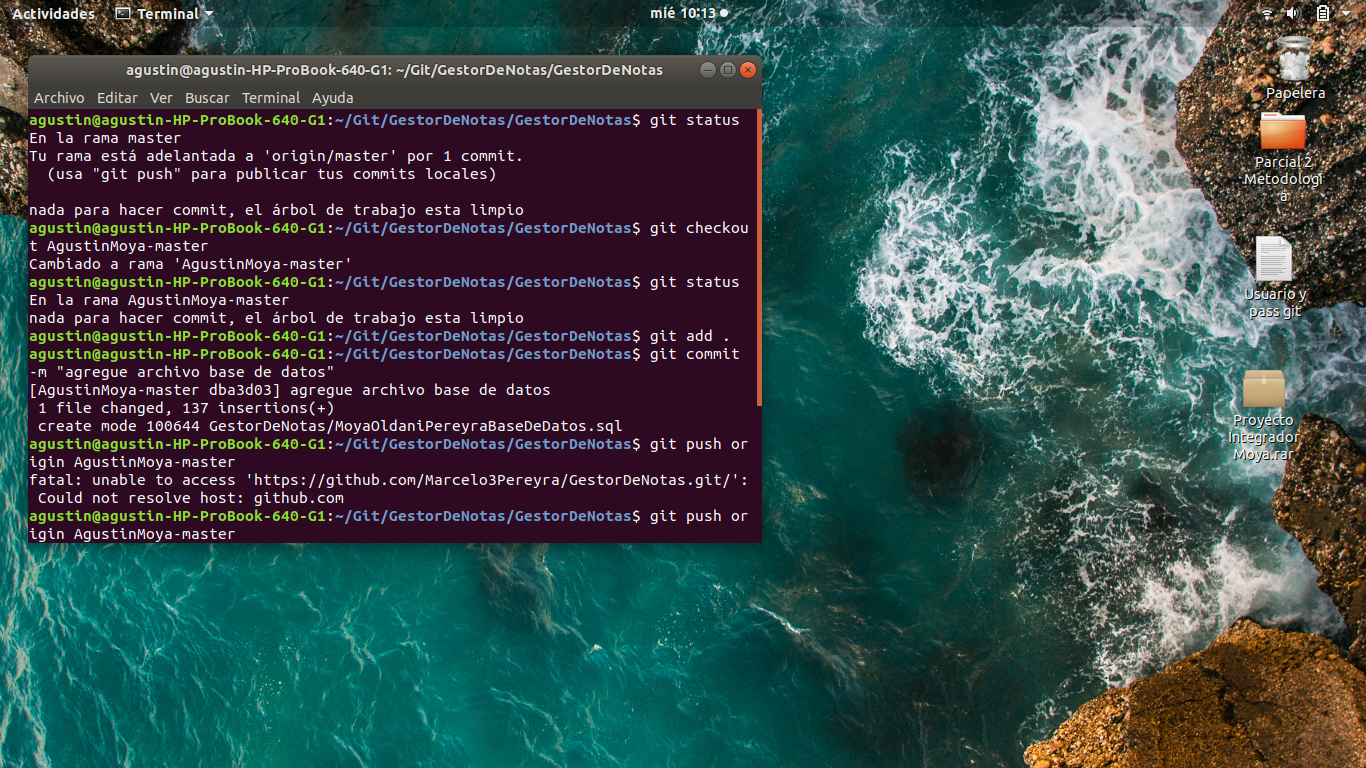 Actividades Terminal mié 10:13
agustin@agustin-HP-ProBook-640-G1: ~/Git/GestorDeNotas/GestorDeNotas
Archivo Editar Ver Buscar Terminal Ayuda
agustin@agustin-HP-ProBook-640-G1:~/Git/GestorDeNotas/GestorDeNotas$ git status
En la rama master
Tu rama está adelantada a 'origin/master' por 1 commit.
  (usa "git push" para publicar tus commits locales)
nada para hacer commit, el árbol de trabajo esta limpio
agustin@agustin-HP-ProBook-640-G1:~/Git/GestorDeNotas/GestorDeNotas$ git checkou
t AgustinMoya-master
Cambiado a rama 'AgustinMoya-master'
agustin@agustin-HP-ProBook-640-G1:~/Git/GestorDeNotas/GestorDeNotas$ git status
En la rama AgustinMoya-master
nada para hacer commit, el árbol de trabajo esta limpio
agustin@agustin-HP-ProBook-640-G1:~/Git/GestorDeNotas/GestorDeNotas$ git add .
agustin@agustin-HP-ProBook-640-G1:~/Git/GestorDeNotas/GestorDeNotas$ git commit
-m "agregue archivo base de datos"
[AgustinMoya-master dba3d03] agregue archivo base de datos
 1 file changed, 137 insertions(+)
 create mode 100644 GestorDeNotas/MoyaOldaniPereyraBaseDeDatos.sql
agustin@agustin-HP-ProBook-640-G1:~/Git/GestorDeNotas/GestorDeNotas$ git push or
igin AgustinMoya-master
fatal: unable to access 'https://github.com/Marcelo3Pereyra/GestorDeNotas.git/':
 Could not resolve host: github.com
agustin@agustin-HP-ProBook-640-G1:~/Git/GestorDeNotas/GestorDeNotas$ git push or
igin AgustinMoya-master
Papelera
Parcial 2
Metodologi
a
Usuario y
pass git
Proyecto
Integrador
Moya.rar